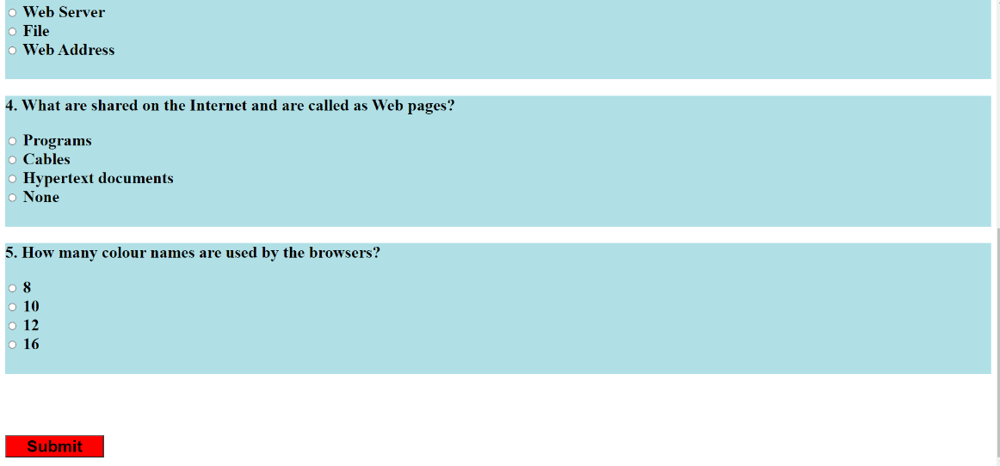 Web Server
File
Web Address
4. What are shared on the Internet and are called as Web pages?
Programs
Cables
Hypertext documents
None
5. How many colour names are used by the browsers?
8
10
12
16
Submit